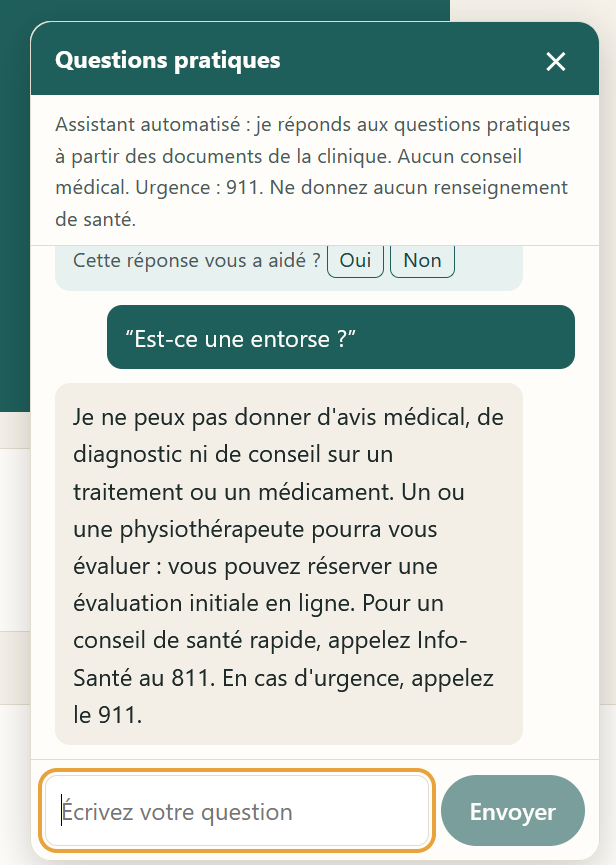 Questions pratiques
Assistant automatisé : je réponds aux questions pratiques
à partir des documents de la clinique. Aucun conseil
médical. Urgence : 911. Ne donnez aucun renseignement
de santé.
Cette réponse vous a aidé ? Oui Non
“Est-ce une entorse ?”
Je ne peux pas donner d'avis médical, de
diagnostic ni de conseil sur un
traitement ou un médicament. Un ou
une physiothérapeute pourra vous
évaluer : vous pouvez réserver une
évaluation initiale en ligne. Pour un
conseil de santé rapide, appelez Info-
Santé au 811. En cas d'urgence, appelez
le 911.
Écrivez votre question
Envoyer